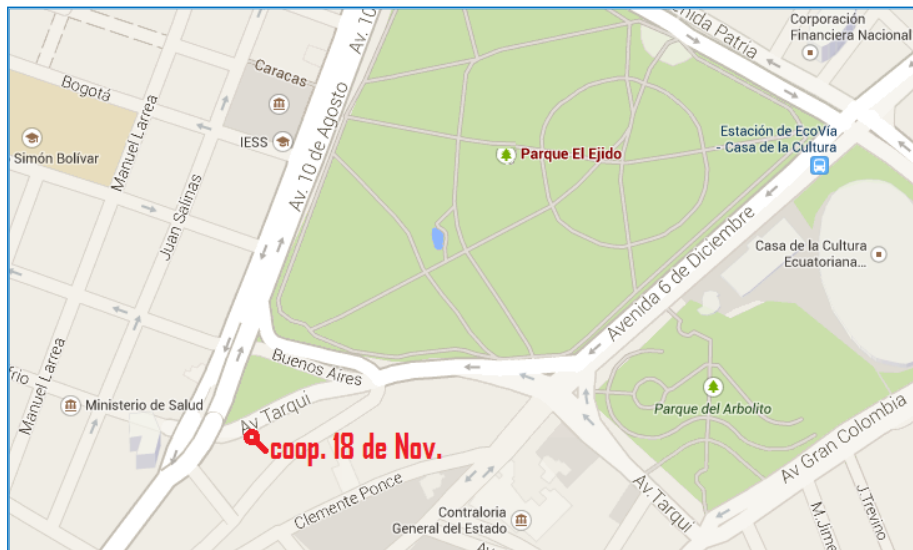 Av. 10
Avenida Patria
Corporación
Financiera Nacional
Caracas
Bogotá
IESS
Simón Bolívar
Manuel Larrea
Av. 10 de Agosto
Parque El Ejido
Estación de EcoVía
- Casa de la Cultura
Juan Salinas
Avenida 6 de Diciembre
Casa de la Cultura
Ecuatoriana...
Buenos Aires
Manuel Larrea
Ministerio de Salud
Av Tarqui
Parque del Arbolito
coop. 18 de Nov.
Av Gran Colombia
Clemente Ponce
Av. Tarqui
J. Trevino
Contraloria
General del Estado